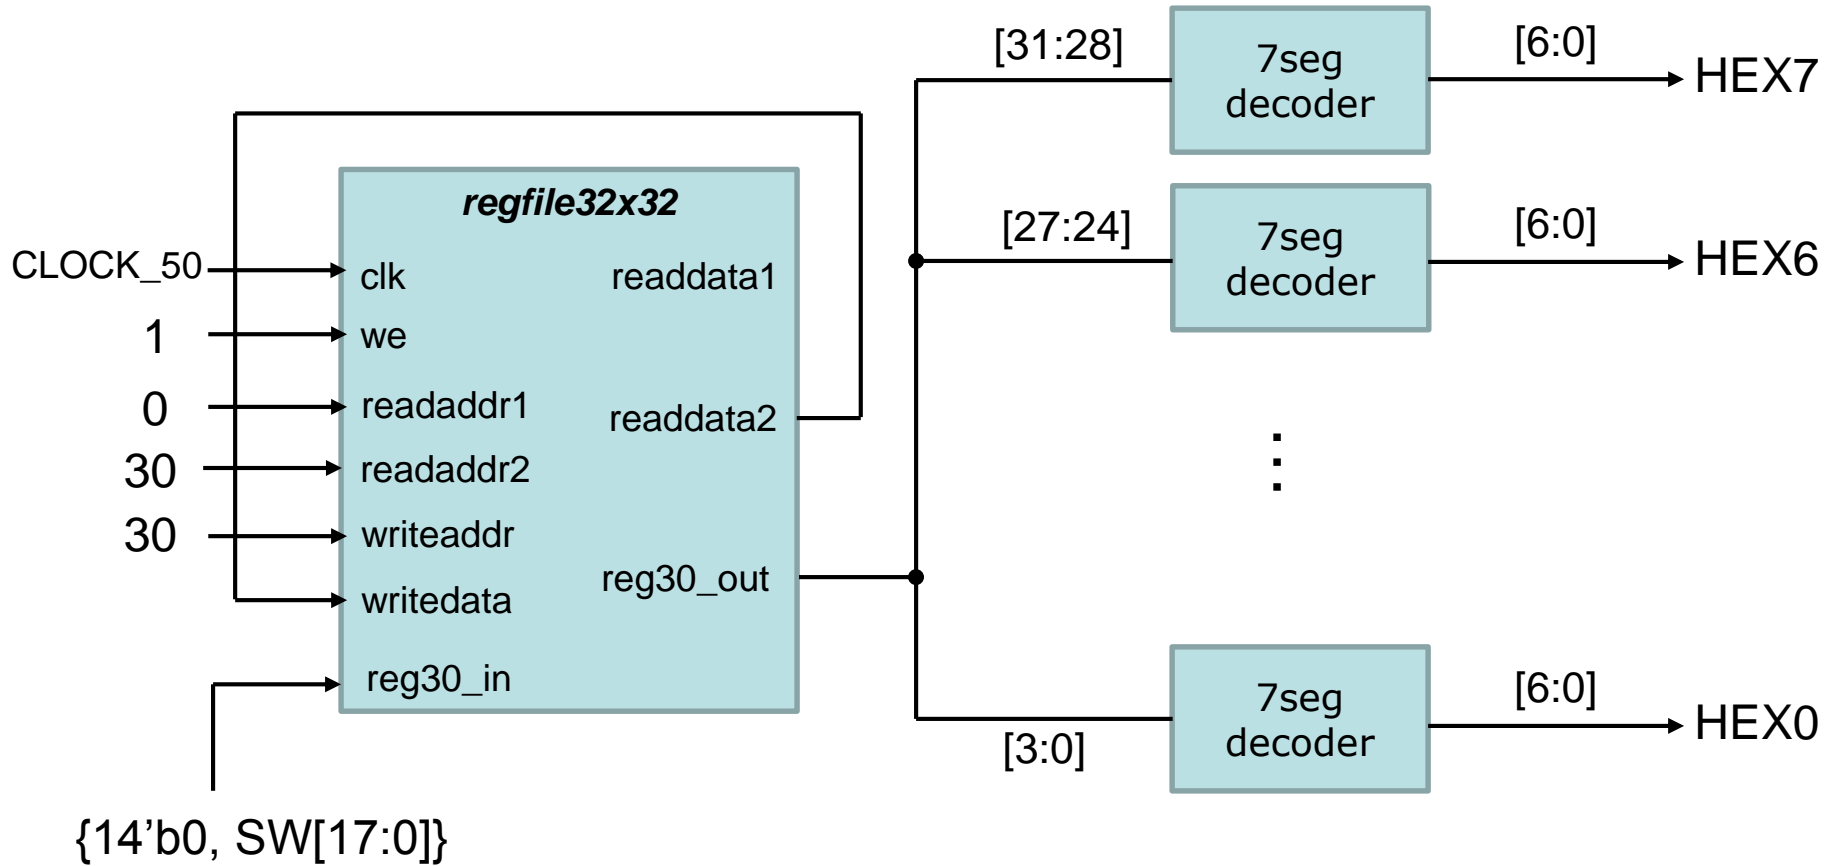 [31:28]
7seg
decoder
[6:0]
HEX7
regfile32x32
[27:24]
7seg
decoder
[6:0]
HEX6
CLOCK_50
clk
readdata1
1
we
0
readaddr1
readdata2
30
readaddr2
30
writeaddr
reg30_out
writedata
reg30_in
⋮
7seg
decoder
[6:0]
HEX0
[3:0]
{14’b0, SW[17:0]}